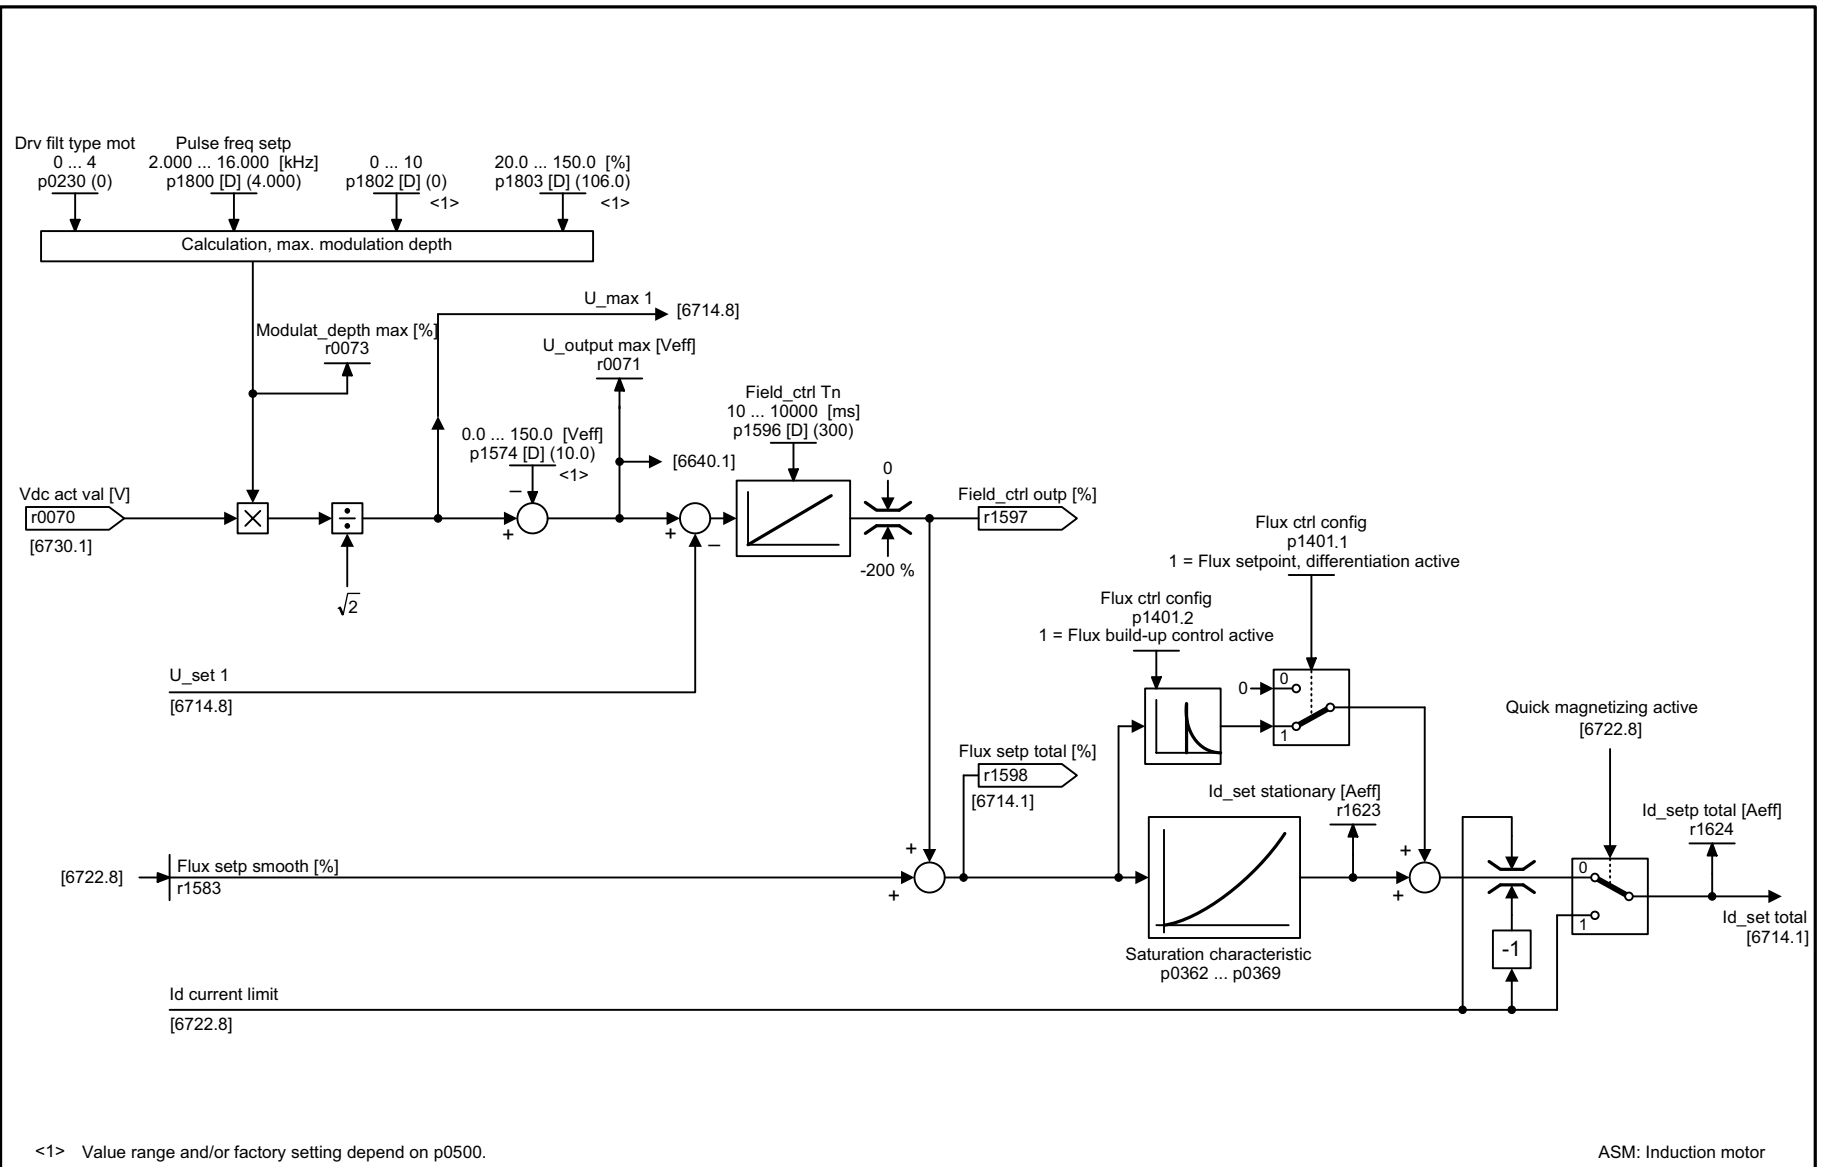 Drv filt type mot
0 ... 4
p0230 (0)
Pulse freq setp
2.000 ... 16.000 [kHz]
p1800 [D] (4.000)
0 ... 10
p1802 [D] (0)
<1>
20.0 ... 150.0 [%]
p1803 [D] (106.0)
<1>
Calculation, max. modulation depth
U_max 1
[6714.8]
Modulat_depth max [%]
r0073
U_output max [Veff]
r0071
Field_ctrl Tn
10 ... 10000 [ms]
p1596 [D] (300)
0.0 ... 150.0 [Veff]
p1574 [D] (10.0)
<1>
[6640.1]
0
Vdc act val [V]
r0070
[6730.1]
×
÷
√2
–
+
+
–
-200 %
Field_ctrl outp [%]
r1597
Flux ctrl config
p1401.1
1 = Flux setpoint, differentiation active
Flux ctrl config
p1401.2
1 = Flux build-up control active
U_set 1
[6714.8]
0
0
1
Quick magnetizing active
[6722.8]
Flux setp total [%]
r1598
[6714.1]
Id_set stationary [Aeff]
r1623
Id_setp total [Aeff]
r1624
[6722.8]
Flux setp smooth [%]
r1583
+
+
+
+
0
1
Id_set total
[6714.1]
Saturation characteristic
p0362 ... p0369
-1
Id current limit
[6722.8]
<1> Value range and/or factory setting depend on p0500.
ASM: Induction motor